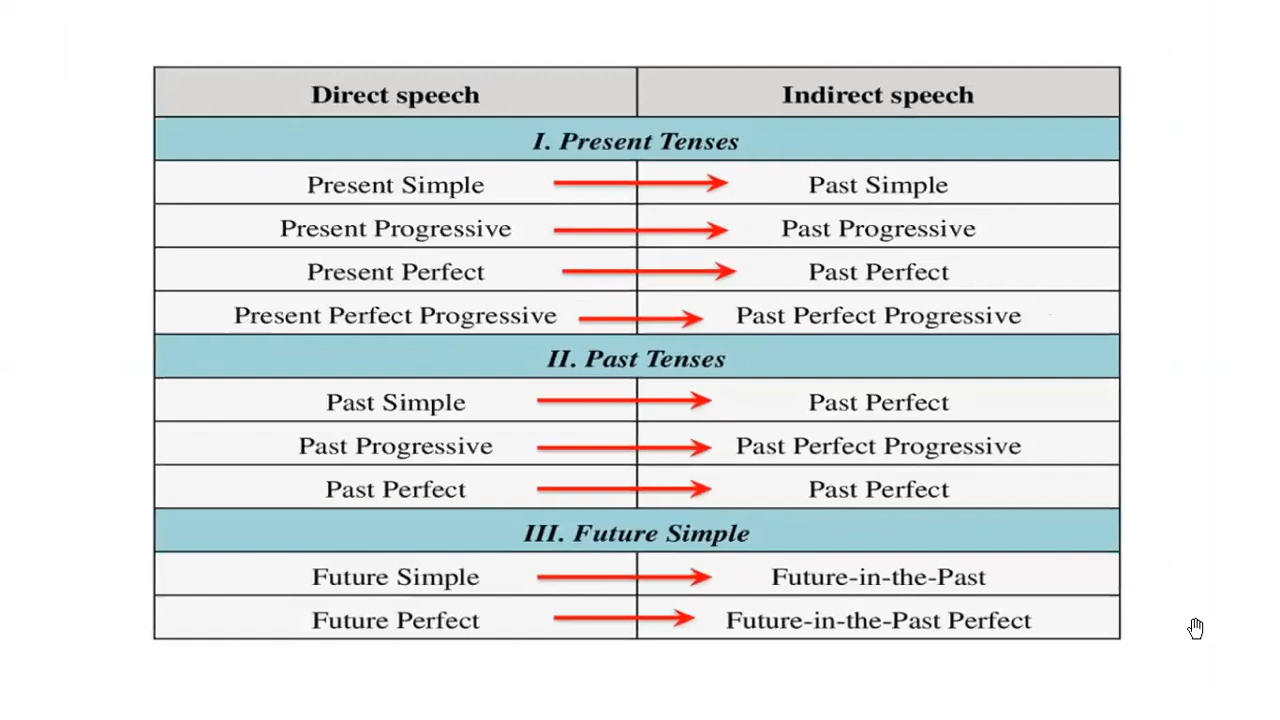 Direct speech Indirect speech
I. Present Tenses
Present Simple Past Simple
Present Progressive Past Progressive
Present Perfect Past Perfect
Present Perfect Progressive Past Perfect Progressive
II. Past Tenses
Past Simple Past Perfect
Past Progressive Past Perfect Progressive
Past Perfect Past Perfect
III. Future Simple
Future Simple Future-in-the-Past
Future Perfect Future-in-the-Past Perfect